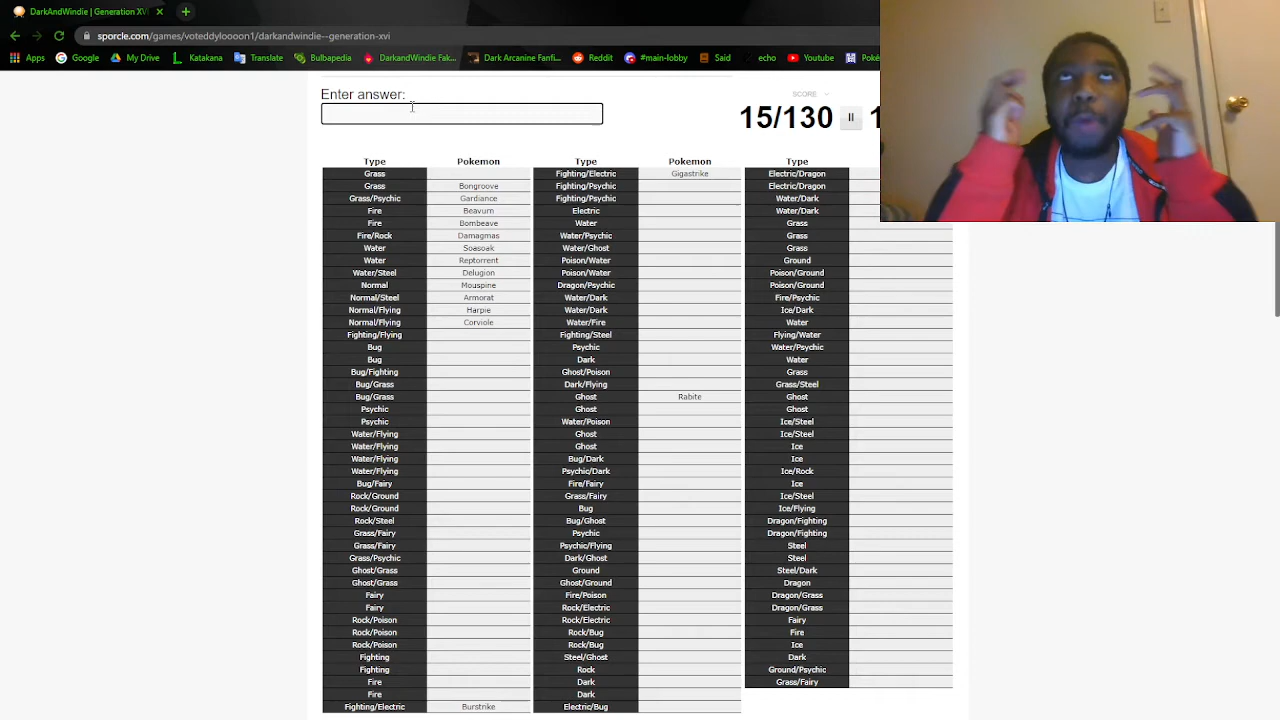 DarkAndWindie | Generation XVI
sporcle.com/games/voteddyloooon1/darkandwindie--generation-xvi
Apps Google My Drive Katakana Translate Bulbapedia DarkandWindie Fak... Dark Arcanine Fanfi... Reddit #main-lobby Said echo Youtube Poké
Enter answer:
SCORE
15/130
Type Pokemon Type Pokemon Type
Grass Fighting/Electric Gigastrike Electric/Dragon
Grass Bongroove Fighting/Psychic Electric/Dragon
Grass/Psychic Gardiance Fighting/Psychic Water/Dark
Fire Beavurn Electric Water/Dark
Fire Bombeave Water Grass
Fire/Rock Damagmas Water/Psychic Grass
Water Soasoak Water/Ghost Grass
Water Reptorrent Poison/Water Ground
Water/Steel Delugion Poison/Water Poison/Ground
Normal Mouspine Dragon/Psychic Poison/Ground
Normal/Steel Armorat Water/Dark Fire/Psychic
Normal/Flying Harpie Water/Dark Ice/Dark
Normal/Flying Corviole Water/Fire Water
Fighting/Flying Fighting/Steel Flying/Water
Bug Psychic Water/Psychic
Bug Dark Water
Bug/Fighting Ghost/Poison Grass
Bug/Grass Dark/Flying Grass/Steel
Bug/Grass Ghost Rabite Ghost
Psychic Ghost Ghost
Psychic Water/Poison Ice/Steel
Water/Flying Ghost Ice/Steel
Water/Flying Ghost Ice
Water/Flying Bug/Dark Ice
Water/Flying Psychic/Dark Ice/Rock
Bug/Fairy Fire/Fairy Ice
Rock/Ground Grass/Fairy Ice/Steel
Rock/Ground Bug Ice/Flying
Rock/Steel Bug/Ghost Dragon/Fighting
Grass/Fairy Psychic Dragon/Fighting
Grass/Fairy Psychic/Flying Steel
Grass/Psychic Dark/Ghost Steel
Ghost/Grass Ground Steel/Dark
Ghost/Grass Ghost/Ground Dragon
Fairy Fire/Poison Dragon/Grass
Fairy Rock/Electric Dragon/Grass
Rock/Poison Rock/Electric Fairy
Rock/Poison Rock/Bug Fire
Rock/Poison Rock/Bug Ice
Fighting Steel/Ghost Dark
Fighting Rock Ground/Psychic
Fire Dark Grass/Fairy
Fire Dark
Fighting/Electric Burstrike Electric/Bug